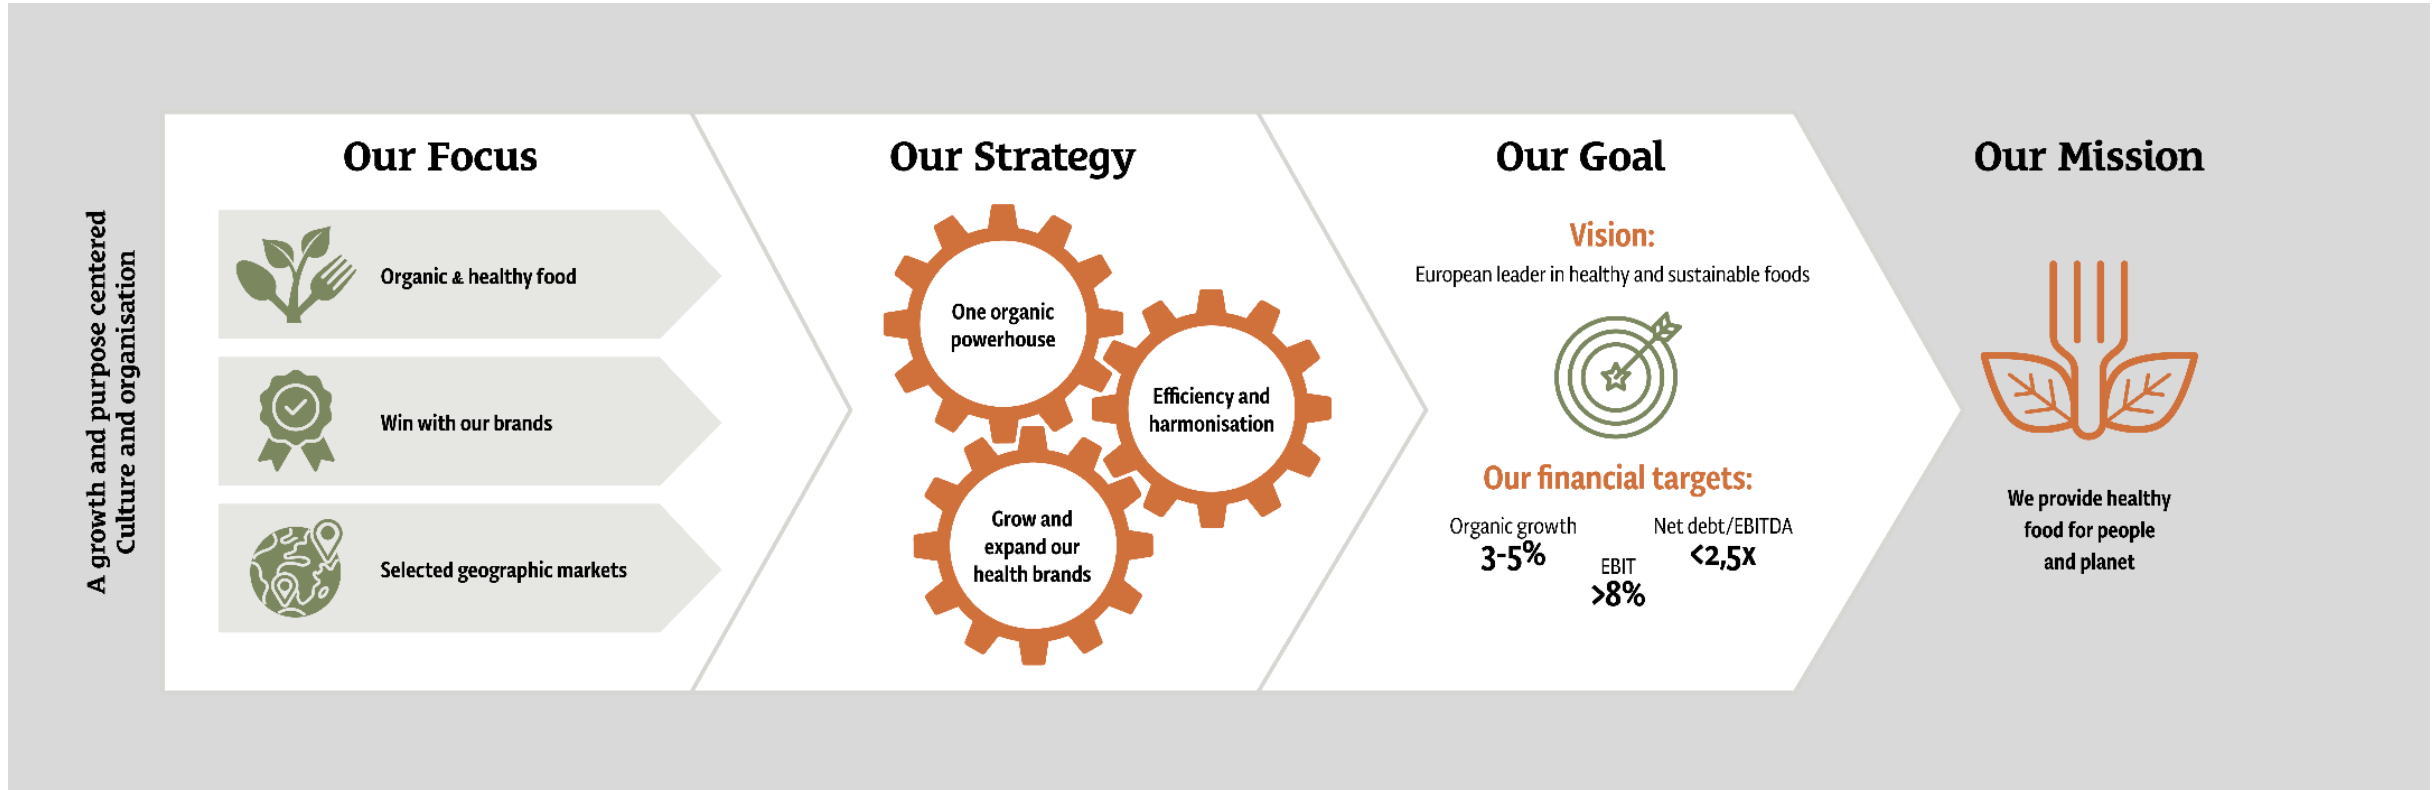 A growth and purpose centered
Culture and organisation
Our Focus
Organic & healthy food
Win with our brands
Selected geographic markets
Our Strategy
One organic
powerhouse
Efficiency and
harmonisation
Grow and
expand our
health brands
Our Goal
Vision:
European leader in healthy and sustainable foods
Our financial targets:
Organic growth
3-5%
EBIT
>8%
Net debt/EBITDA
<2,5x
Our Mission
We provide healthy
food for people
and planet